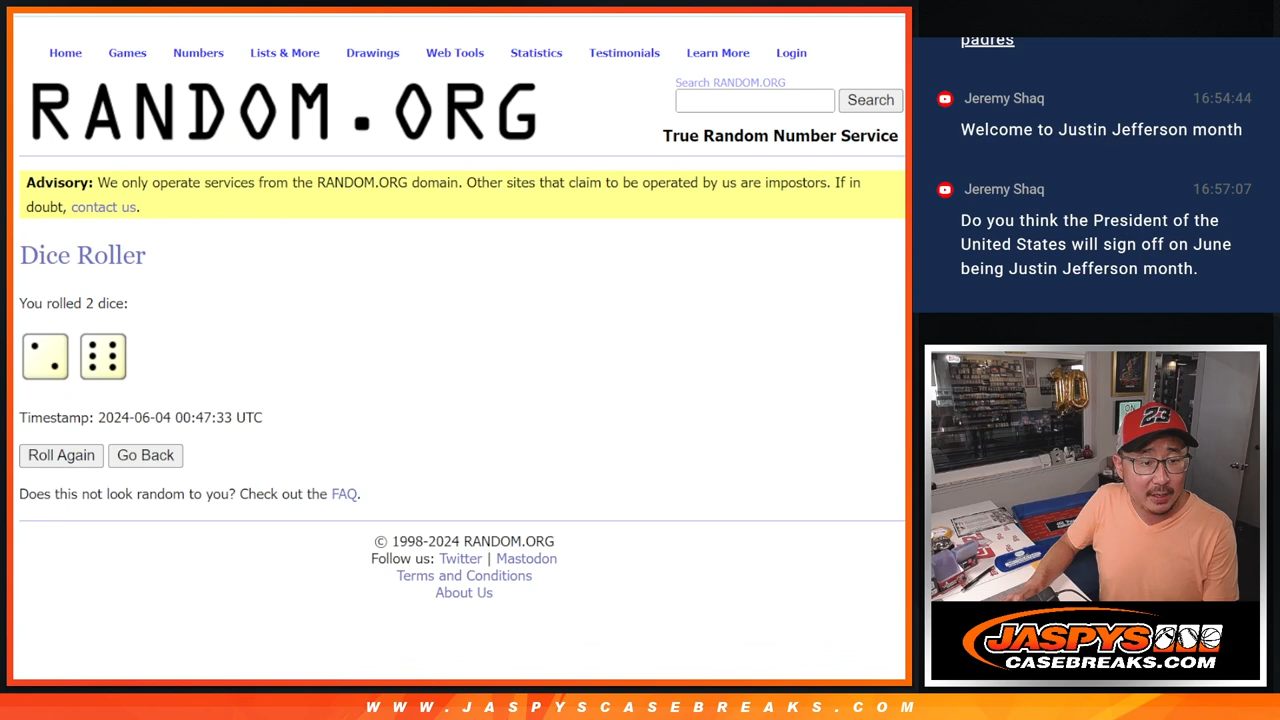 Home Games Numbers Lists & More Drawings Web Tools Statistics Testimonials Learn More Login
RANDOM.ORG
Search RANDOM.ORG
Search
True Random Number Service
Advisory: We only operate services from the RANDOM.ORG domain. Other sites that claim to be operated by us are impostors. If in
doubt, contact us.
Dice Roller
You rolled 2 dice:
Timestamp: 2024-06-04 00:47:33 UTC
Roll Again Go Back
Does this not look random to you? Check out the FAQ.
© 1998-2024 RANDOM.ORG
Follow us: Twitter | Mastodon
Terms and Conditions
About Us
padres
Jeremy Shaq 16:54:44
Welcome to Justin Jefferson month
Jeremy Shaq 16:57:07
Do you think the President of the
United States will sign off on June
being Justin Jefferson month.
10
23
JASPYS
CASEBREAKS.COM
WWW.JASPYSCASEBREAKS.COM